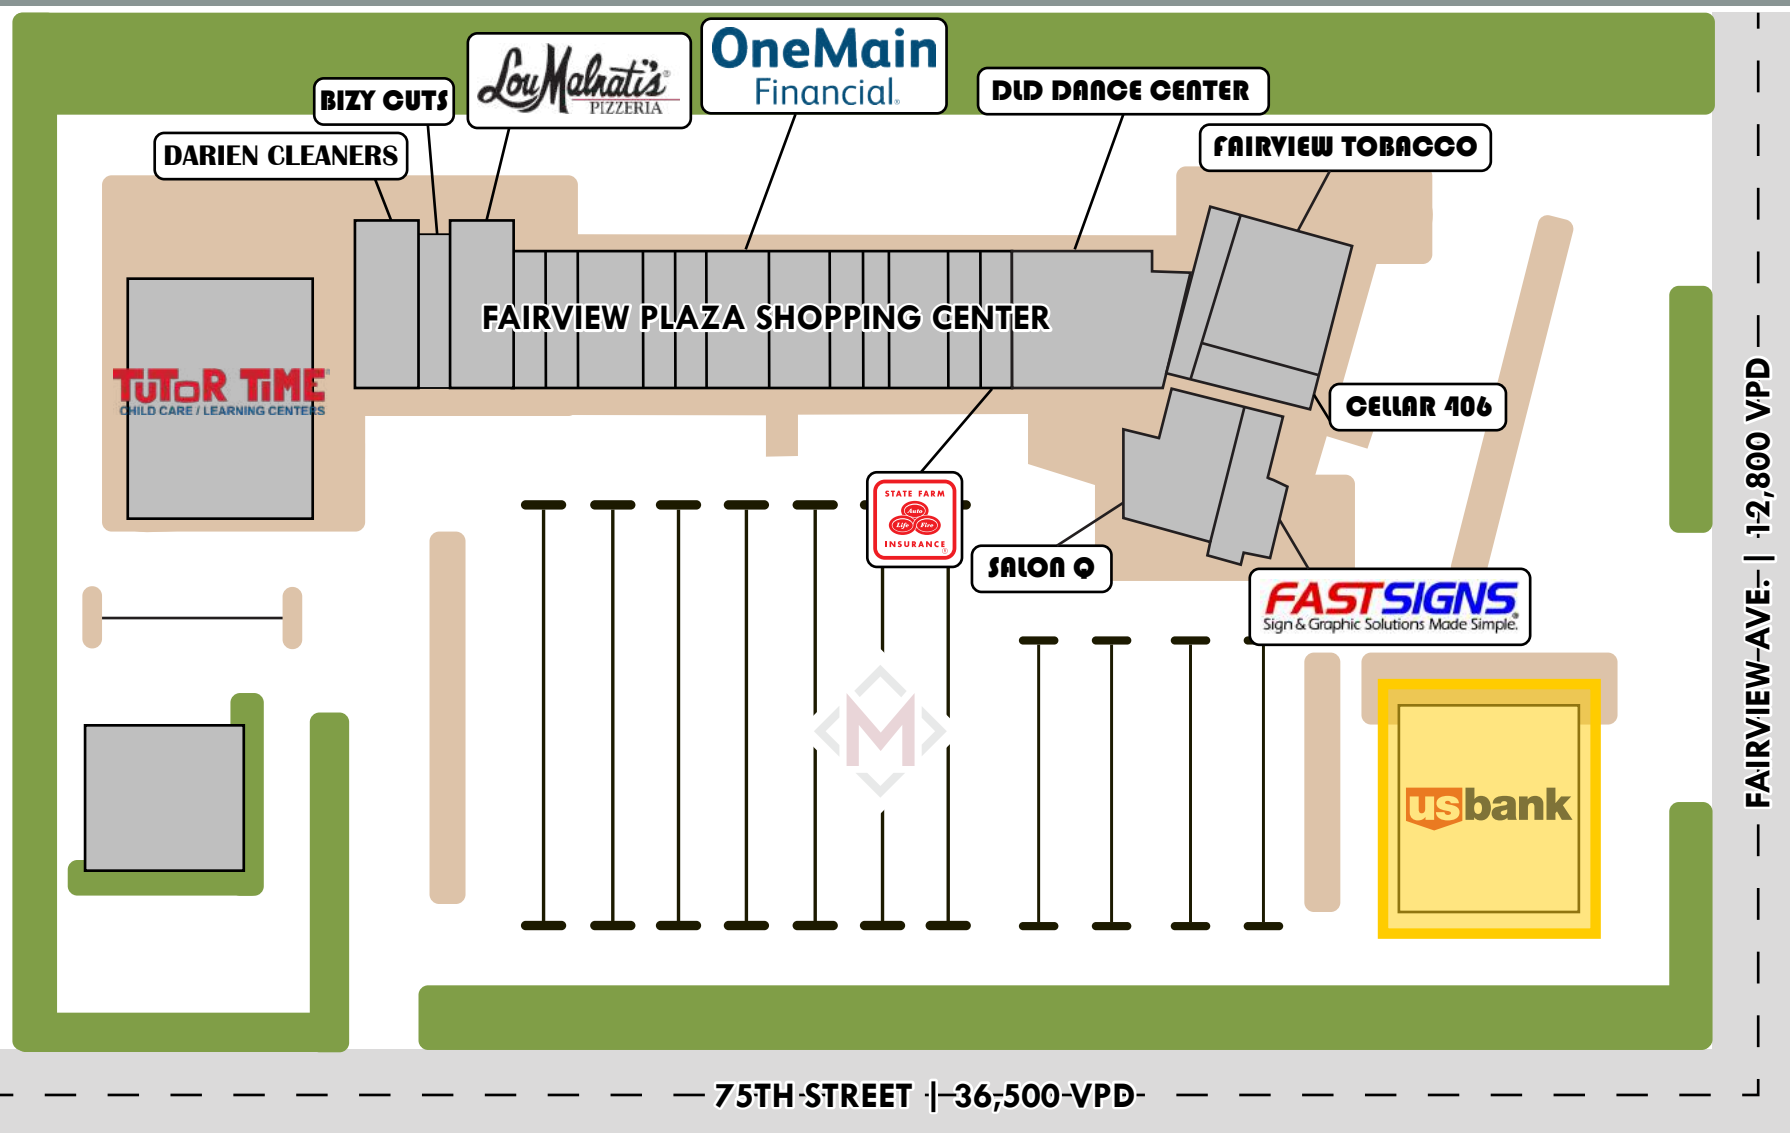 OneMain
Financial®
Lou Malnati's®
PIZZERIA
BIZY CUTS
DLD DANCE CENTER
DARIEN CLEANERS
FAIRVIEW TOBACCO
FAIRVIEW PLAZA SHOPPING CENTER
TUTOR TIME®
CHILD CARE / LEARNING CENTERS
CELLAR 406
STATE FARM
Auto
Life Fire
INSURANCE®
SALON Q
FASTSIGNS®
Sign & Graphic Solutions Made Simple.
M
usbank
FAIRVIEW AVE. | 12,800 VPD
75TH STREET | 36,500 VPD